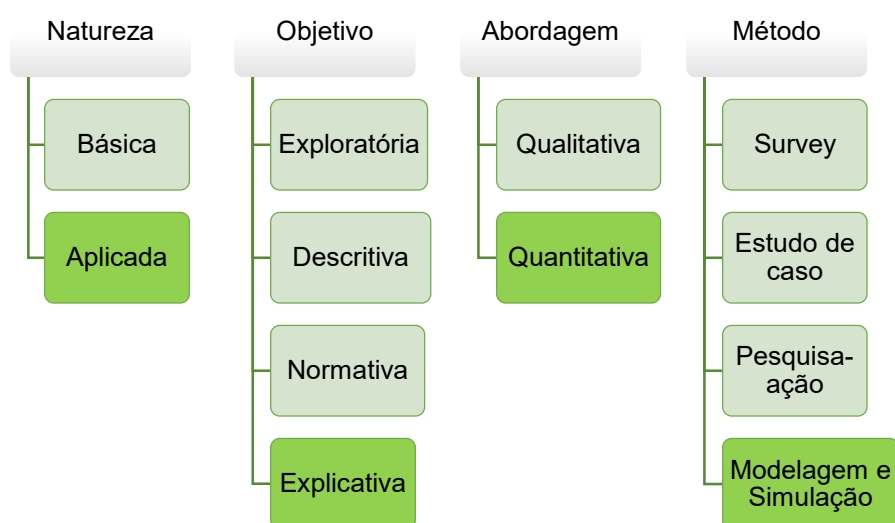 Natureza
Básica
Aplicada
Objetivo
Exploratória
Descritiva
Normativa
Explicativa
Abordagem
Qualitativa
Quantitativa
Método
Survey
Estudo de
caso
Pesquisa-
ação
Modelagem e
Simulação